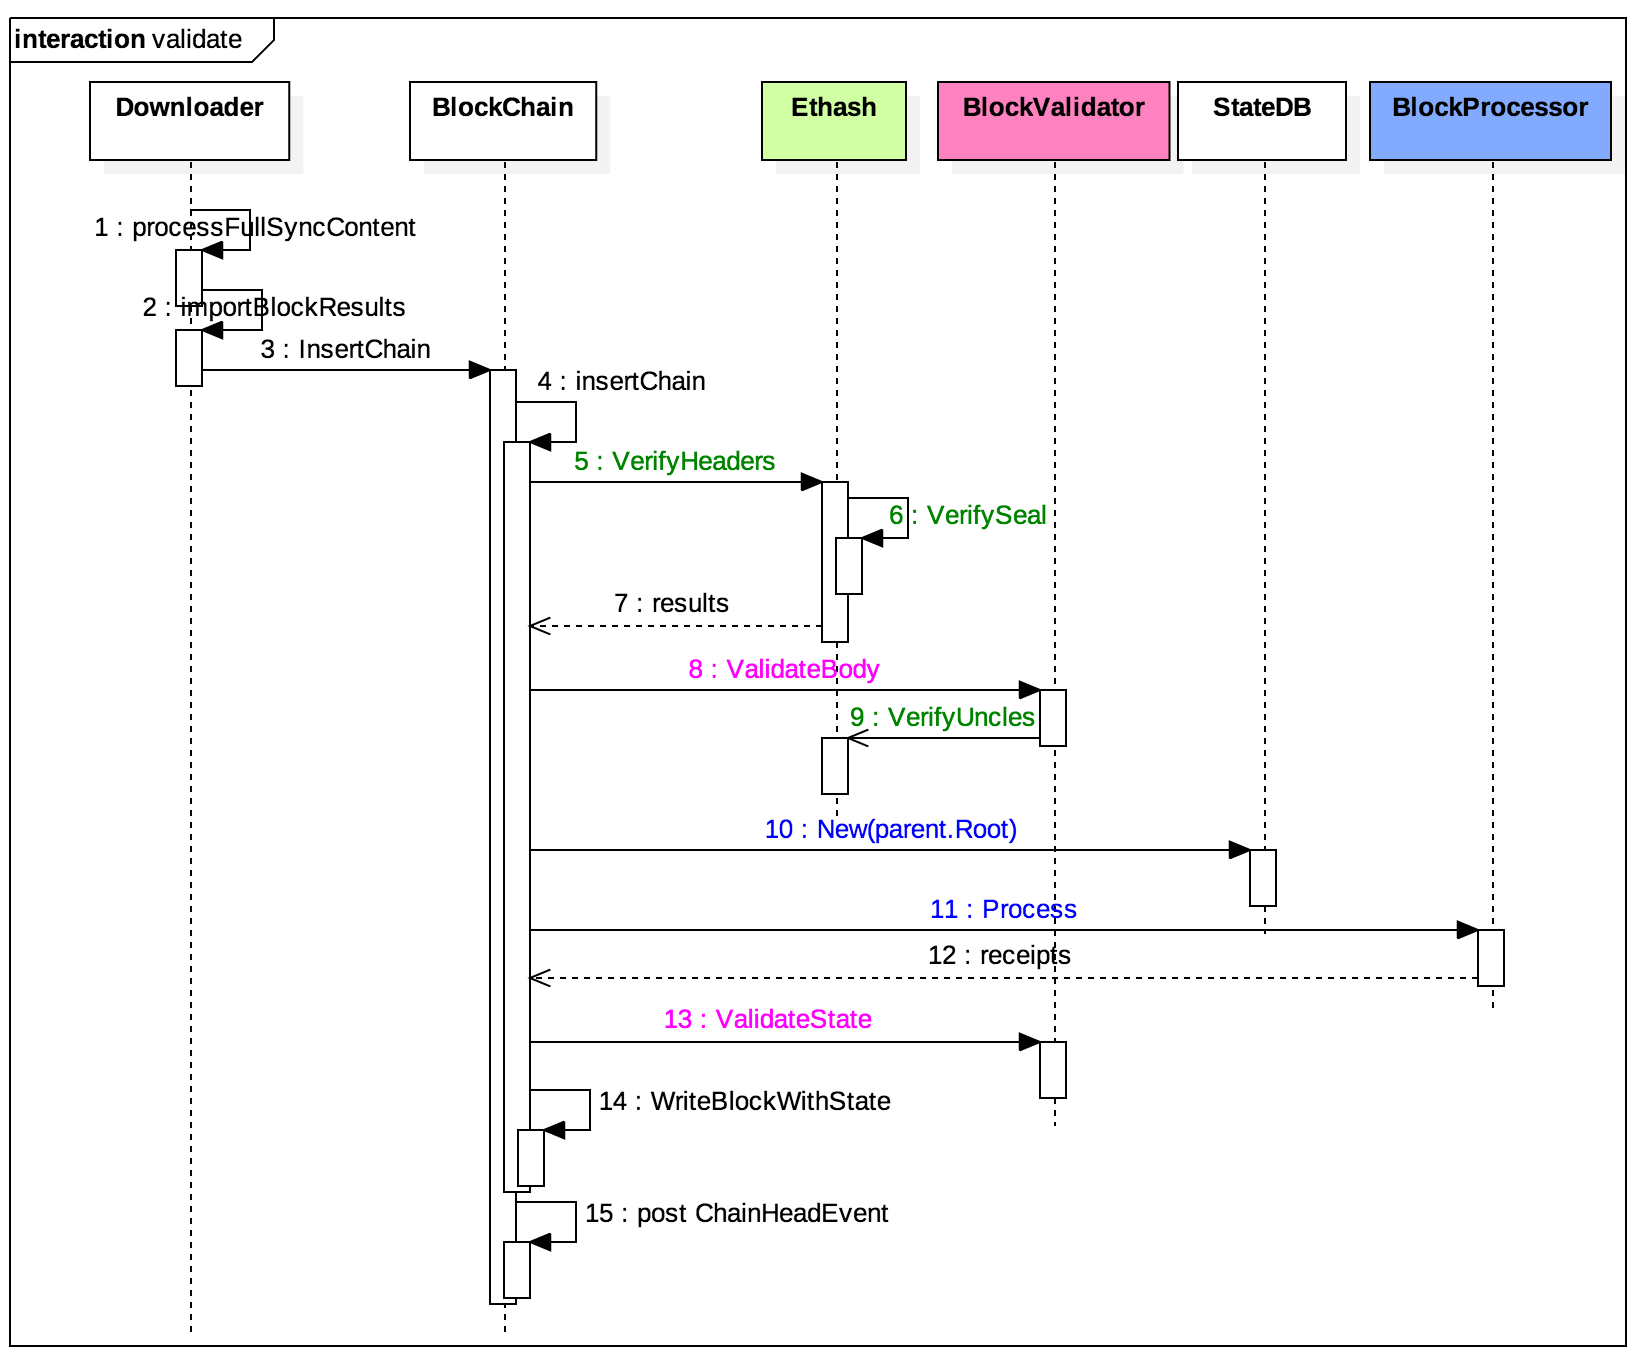 interaction validate
Downloader
BlockChain
Ethash
BlockValidator
StateDB
BlockProcessor
1 : processFullSyncContent
2 : importBlockResults
3 : InsertChain
4 : insertChain
5 : VerifyHeaders
6 : VerifySeal
7 : results
8 : ValidateBody
9 : VerifyUncles
10 : New(parent.Root)
11 : Process
12 : receipts
13 : ValidateState
14 : WriteBlockWithState
15 : post ChainHeadEvent